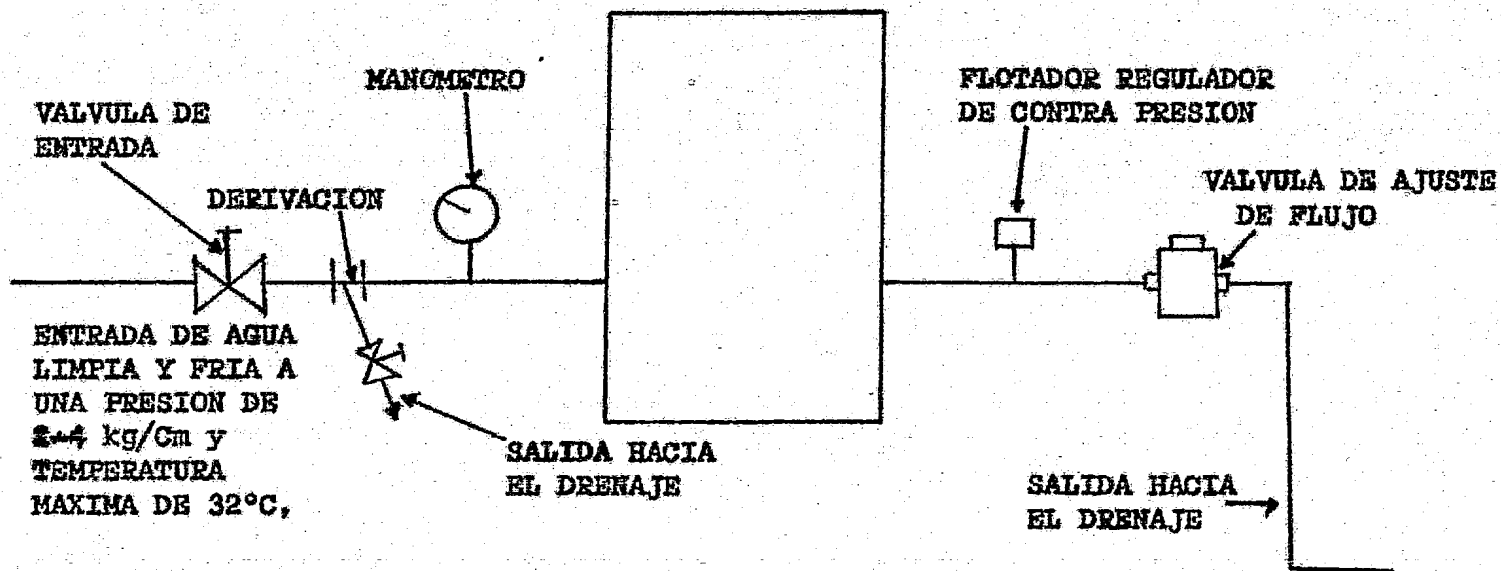 MANOMETRO
FLOTADOR REGULADOR
DE CONTRA PRESION
VALVULA DE
ENTRADA
VALVULA DE AJUSTE
DE FLUJO
DERIVACION
ENTRADA DE AGUA
LIMPIA Y FRIA A
UNA PRESION DE
kg/Cm y
TEMPERATURA
MAXIMA DE 32°C,
SALIDA HACIA
EL DRENAJE
SALIDA HACIA
EL DRENAJE